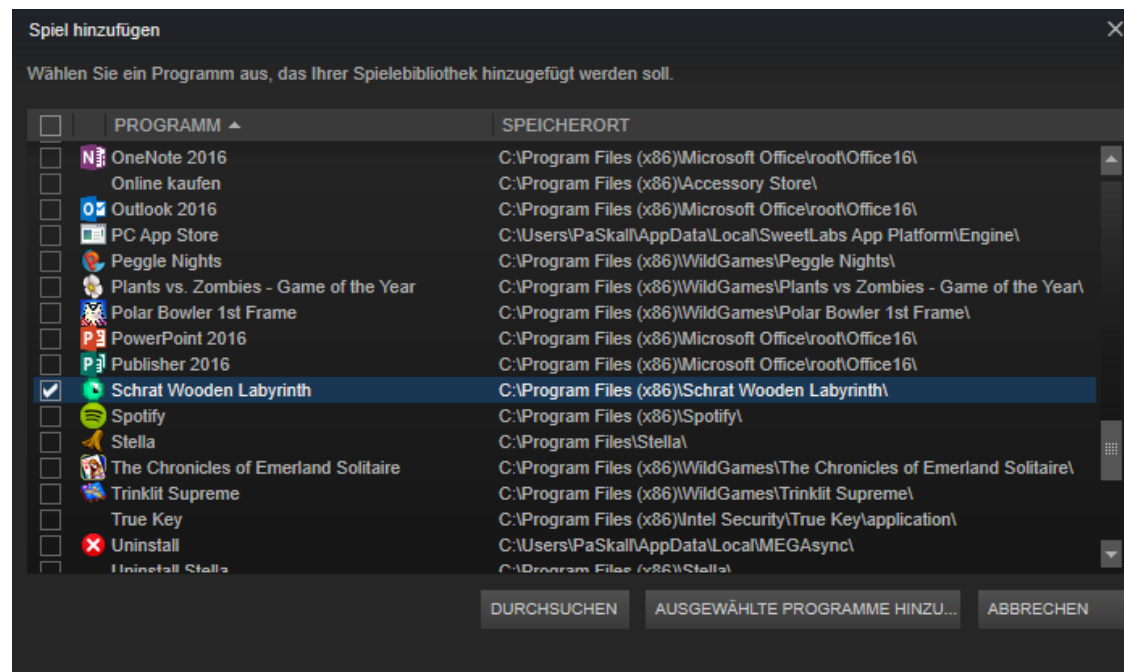 Spiel hinzufügen
Wählen Sie ein Programm aus, das Ihrer Spielebibliothek hinzugefügt werden soll.
PROGRAMM SPEICHERORT
OneNote 2016 C:\Program Files (x86)\Microsoft Office\root\Office16\
Online kaufen C:\Program Files (x86)\Accessory Store\
Outlook 2016 C:\Program Files (x86)\Microsoft Office\root\Office16\
PC App Store C:\Users\PaSkall\AppData\Local\SweetLabs App Platform\Engine\
Peggle Nights C:\Program Files (x86)\WildGames\Peggle Nights\
Plants vs. Zombies - Game of the Year C:\Program Files (x86)\WildGames\Plants vs Zombies - Game of the Year\
Polar Bowler 1st Frame C:\Program Files (x86)\WildGames\Polar Bowler 1st Frame\
PowerPoint 2016 C:\Program Files (x86)\Microsoft Office\root\Office16\
Publisher 2016 C:\Program Files (x86)\Microsoft Office\root\Office16\
Schrat Wooden Labyrinth C:\Program Files (x86)\Schrat Wooden Labyrinth\
Spotify C:\Program Files (x86)\Spotify\
Stella C:\Program Files\Stella\
The Chronicles of Emerland Solitaire C:\Program Files (x86)\WildGames\The Chronicles of Emerland Solitaire\
Trinklit Supreme C:\Program Files (x86)\WildGames\Trinklit Supreme\
True Key C:\Program Files (x86)\Intel Security\True Key\application\
Uninstall C:\Users\PaSkall\AppData\Local\MEGAsync\
Uninstall Stella C:\Program Files (x86)\Stella\
DURCHSUCHEN AUSGEWÄHLTE PROGRAMME HINZU... ABBRECHEN